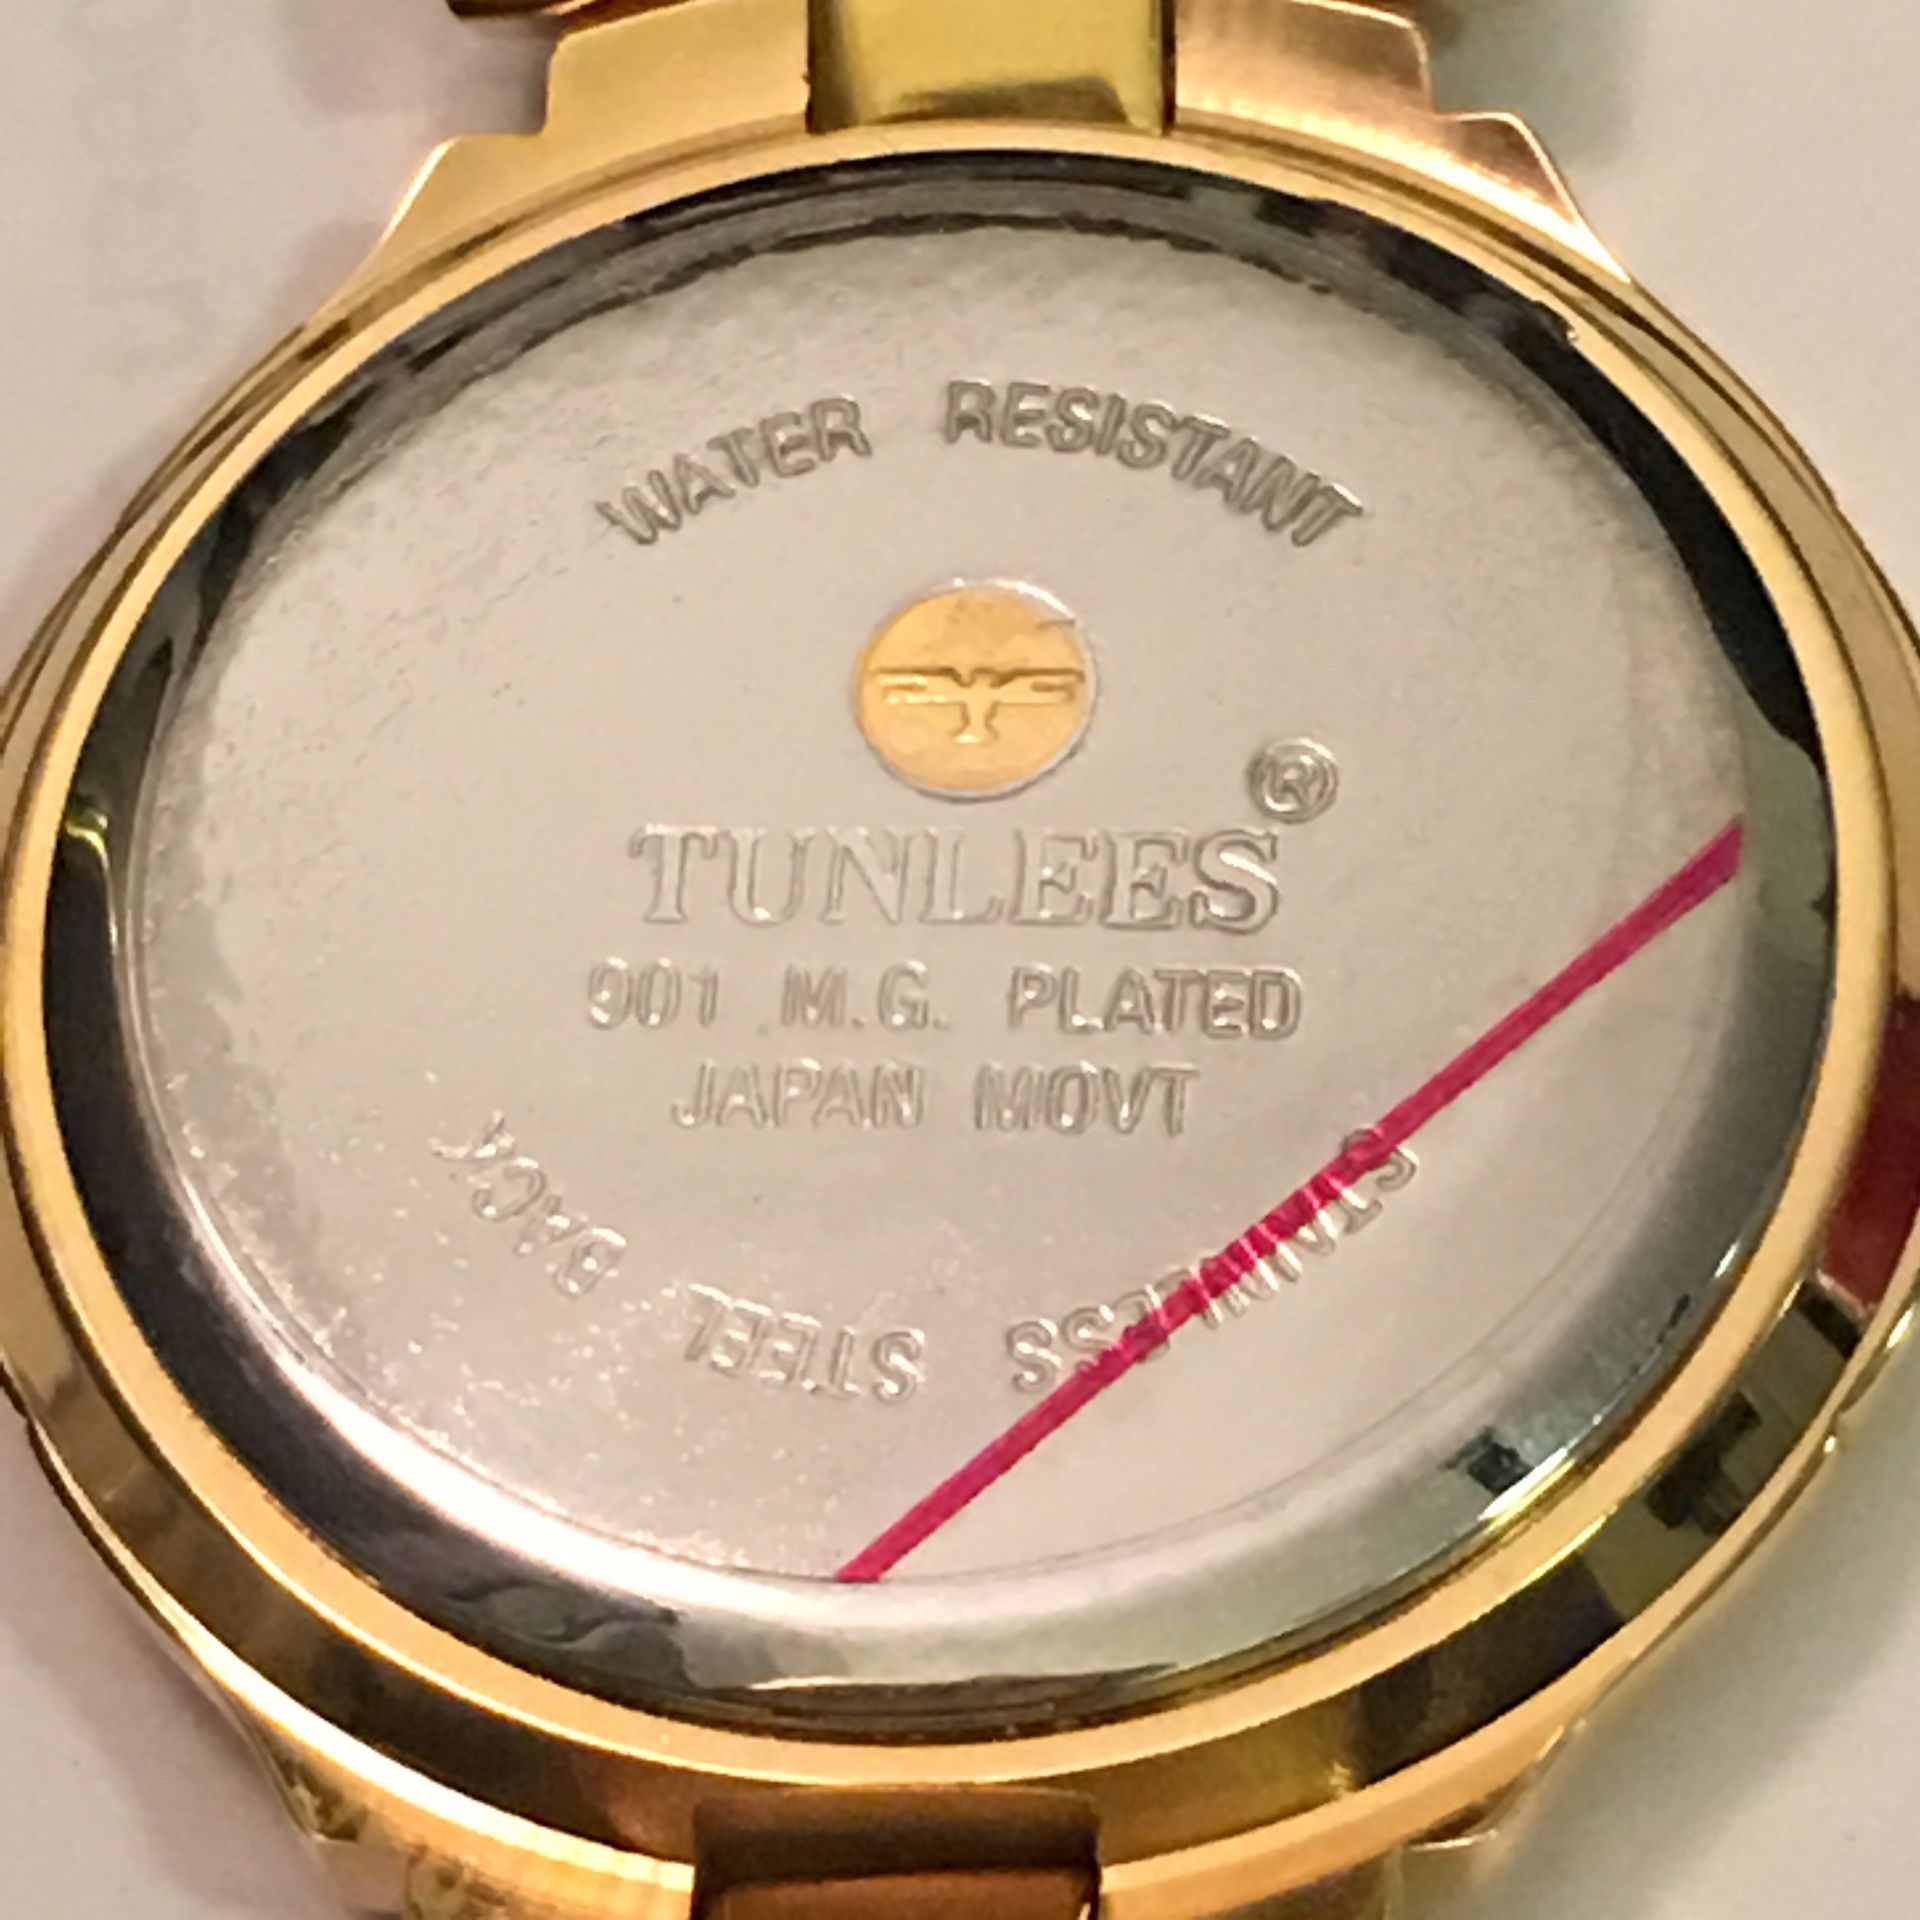 WATER RESISTANT
TUNLEES®
901 M.G. PLATED
JAPAN MOVT
STAINLESS STEEL BACK